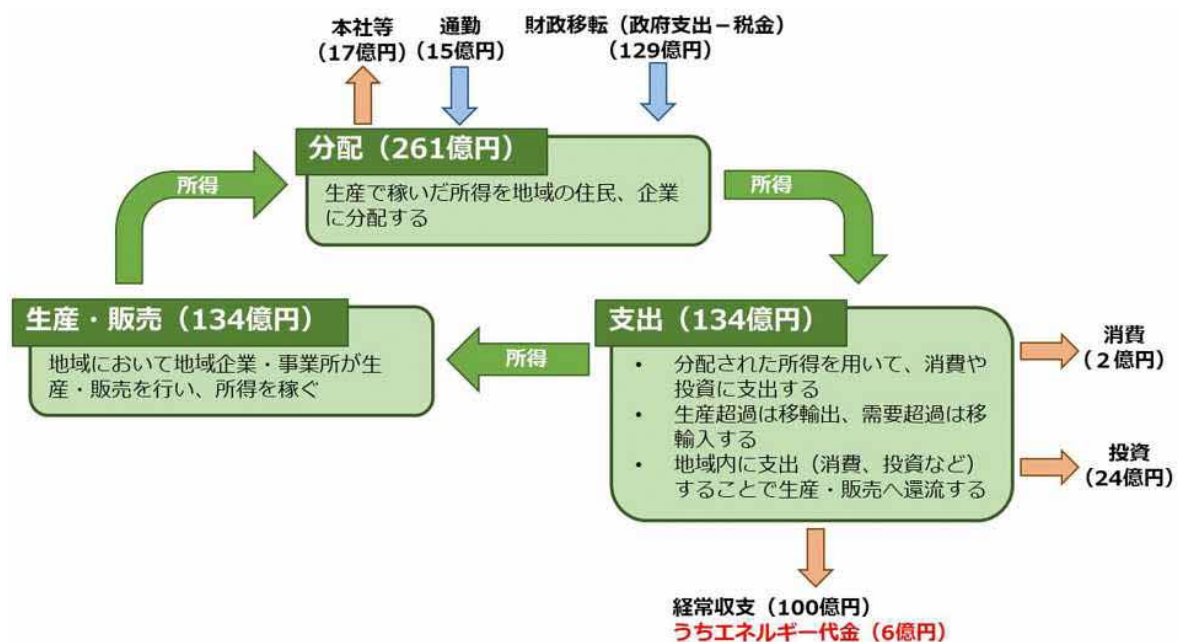 本社等
(17億円)
通勤
(15億円)
財政移転(政府支出-税金)
(129億円)
分配(261億円)
生産で稼いだ所得を地域の住民、企業
に分配する
所得
所得
生産・販売(134億円)
地域において地域企業・事業所が生
産・販売を行い、所得を稼ぐ
所得
支出(134億円)
• 分配された所得を用いて、消費や
投資に支出する
• 生産超過は移輸出、需要超過は移
輸入する
• 地域内に支出(消費、投資など)
することで生産・販売へ還流する
消費
(2億円)
投資
(24億円)
経常収支(100億円)
うちエネルギー代金(6億円)